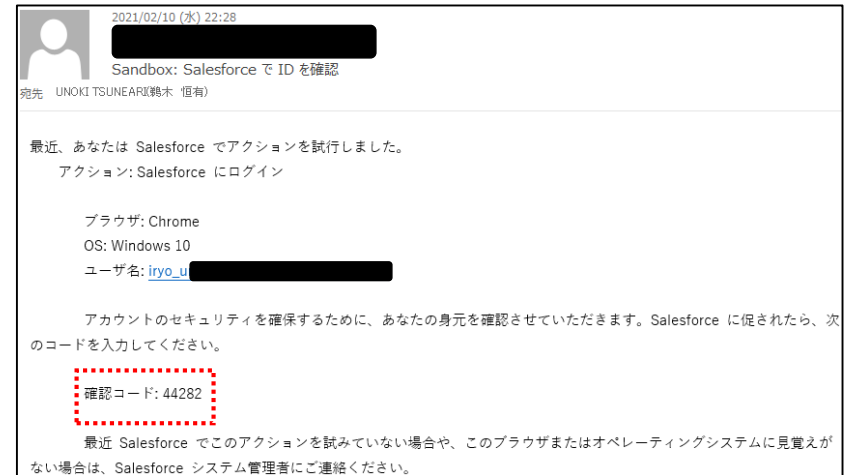 2021/02/10 (水) 22:28
Sandbox: Salesforce で ID を確認
宛先 UNOKI TSUNEARI(鵜木 恒有)
最近、あなたは Salesforce でアクションを試行しました。
アクション: Salesforce にログイン
ブラウザ: Chrome
OS: Windows 10
ユーザ名: iryo_u
アカウントのセキュリティを確保するために、あなたの身元を確認させていただきます。Salesforce に促されたら、次
のコードを入力してください。
確認コード: 44282
最近 Salesforce でこのアクションを試みていない場合や、このブラウザまたはオペレーティングシステムに見覚えが
ない場合は、Salesforce システム管理者にご連絡ください。